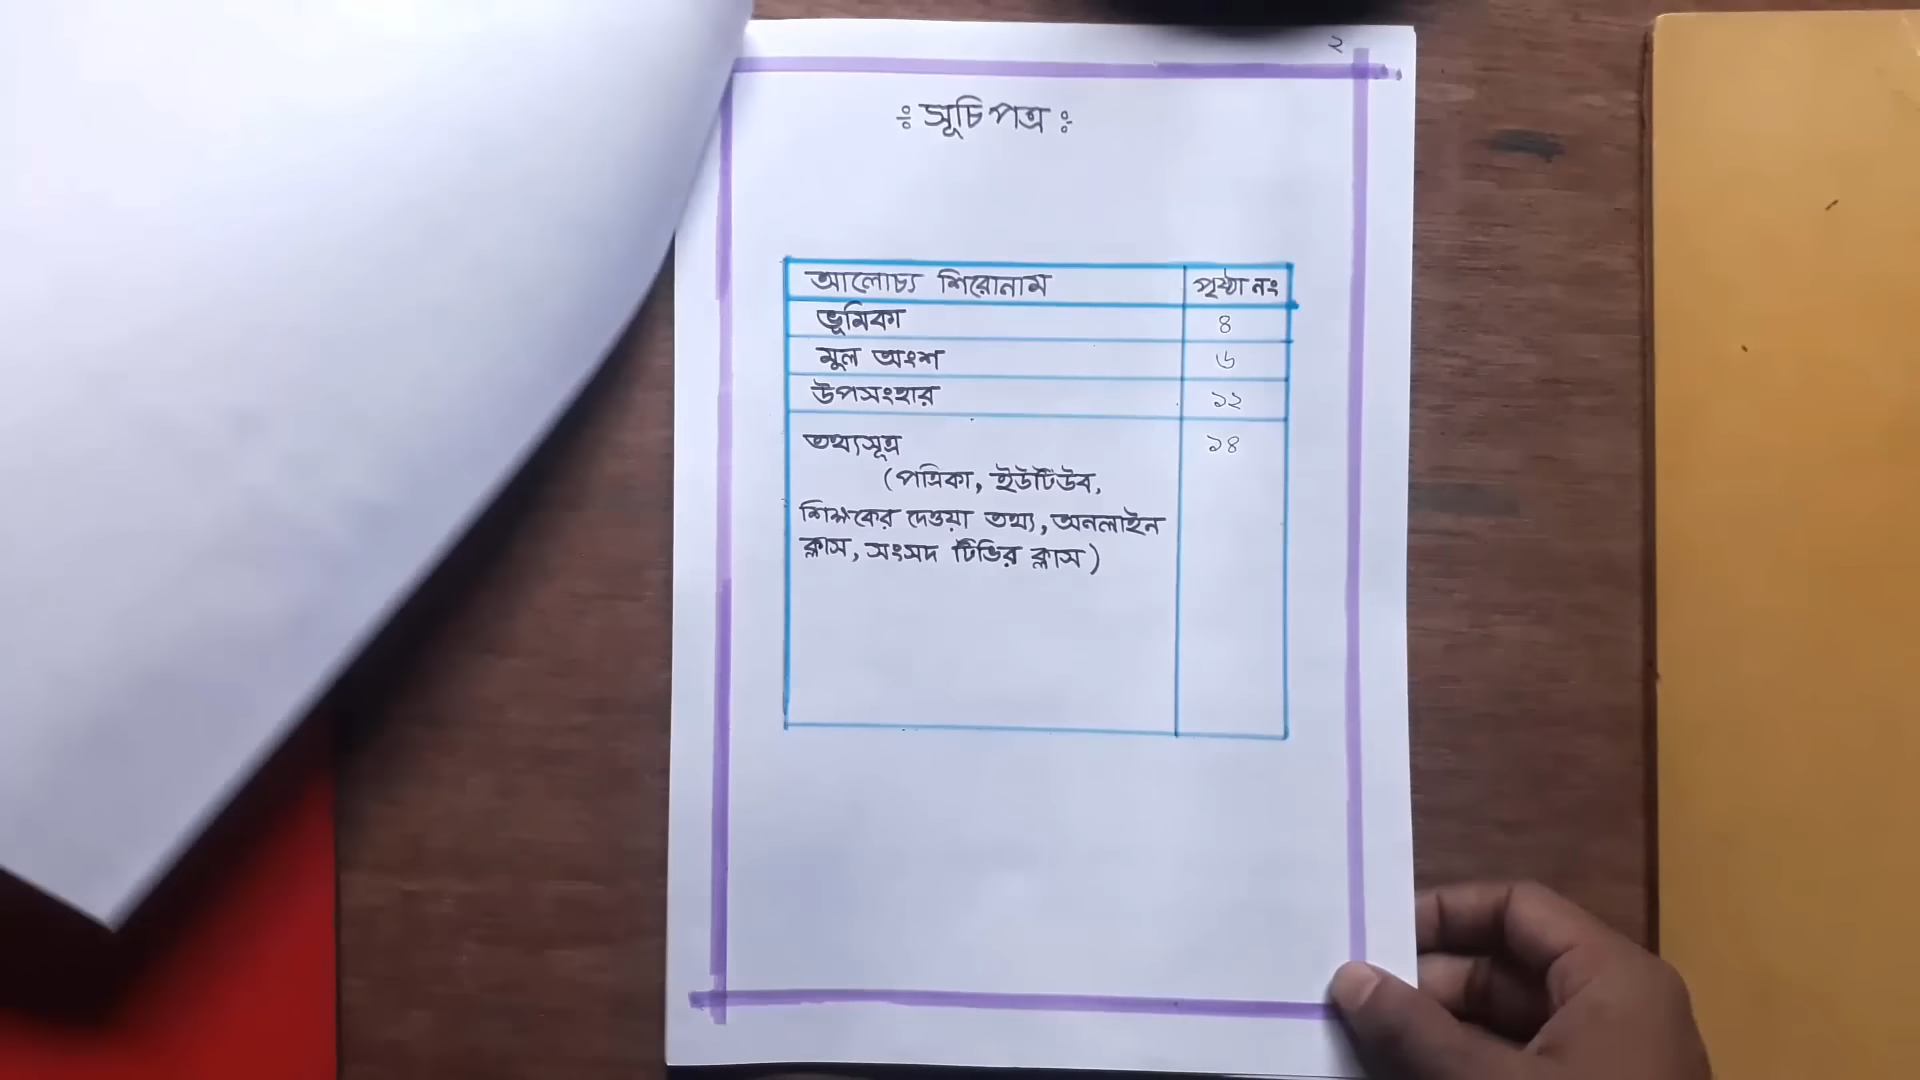 ২
ঃ সূচিপত্র ঃ
আলোচ্য শিরোনাম পৃষ্ঠা নং
ভূমিকা ৪
মূল অংশ ৬
উপসংহার ১২
তথ্যসূত্র ১৪
(পত্রিকা, ইউটিউব,
শিক্ষকের দেওয়া তথ্য, অনলাইন
ক্লাস, সংসদ টিভির ক্লাস)